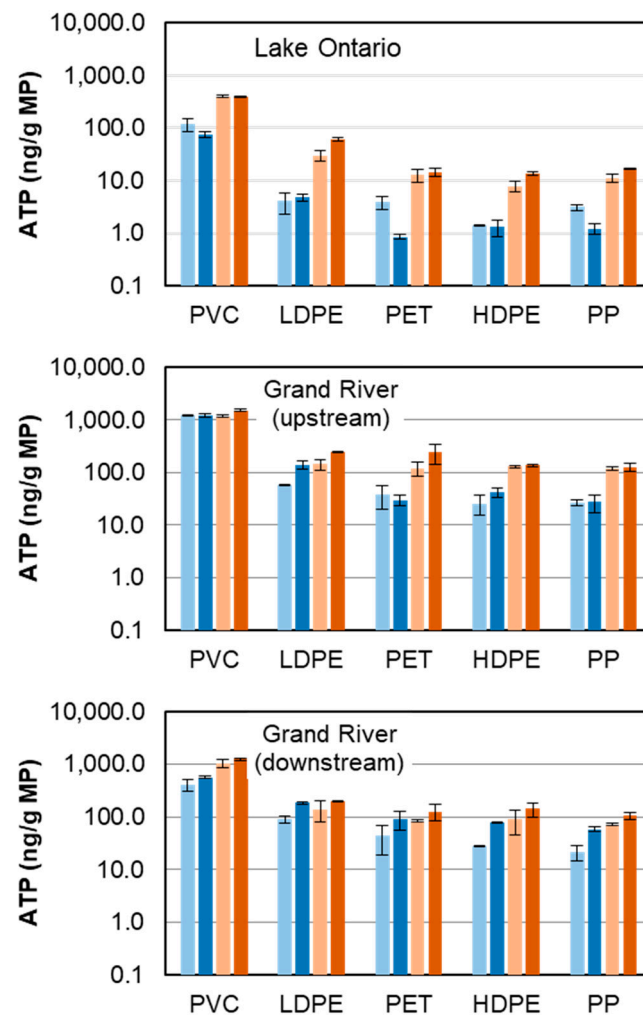 10,000.0
Lake Ontario
1,000.0
100.0
10.0
1.0
0.1
ATP (ng/g MP)
PVC LDPE PET HDPE PP
10,000.0
1,000.0
100.0
10.0
1.0
0.1
ATP (ng/g MP)
Grand River
(upstream)
PVC LDPE PET HDPE PP
10,000.0
1,000.0
100.0
10.0
1.0
0.1
ATP (ng/g MP)
Grand River
(downstream)
PVC LDPE PET HDPE PP